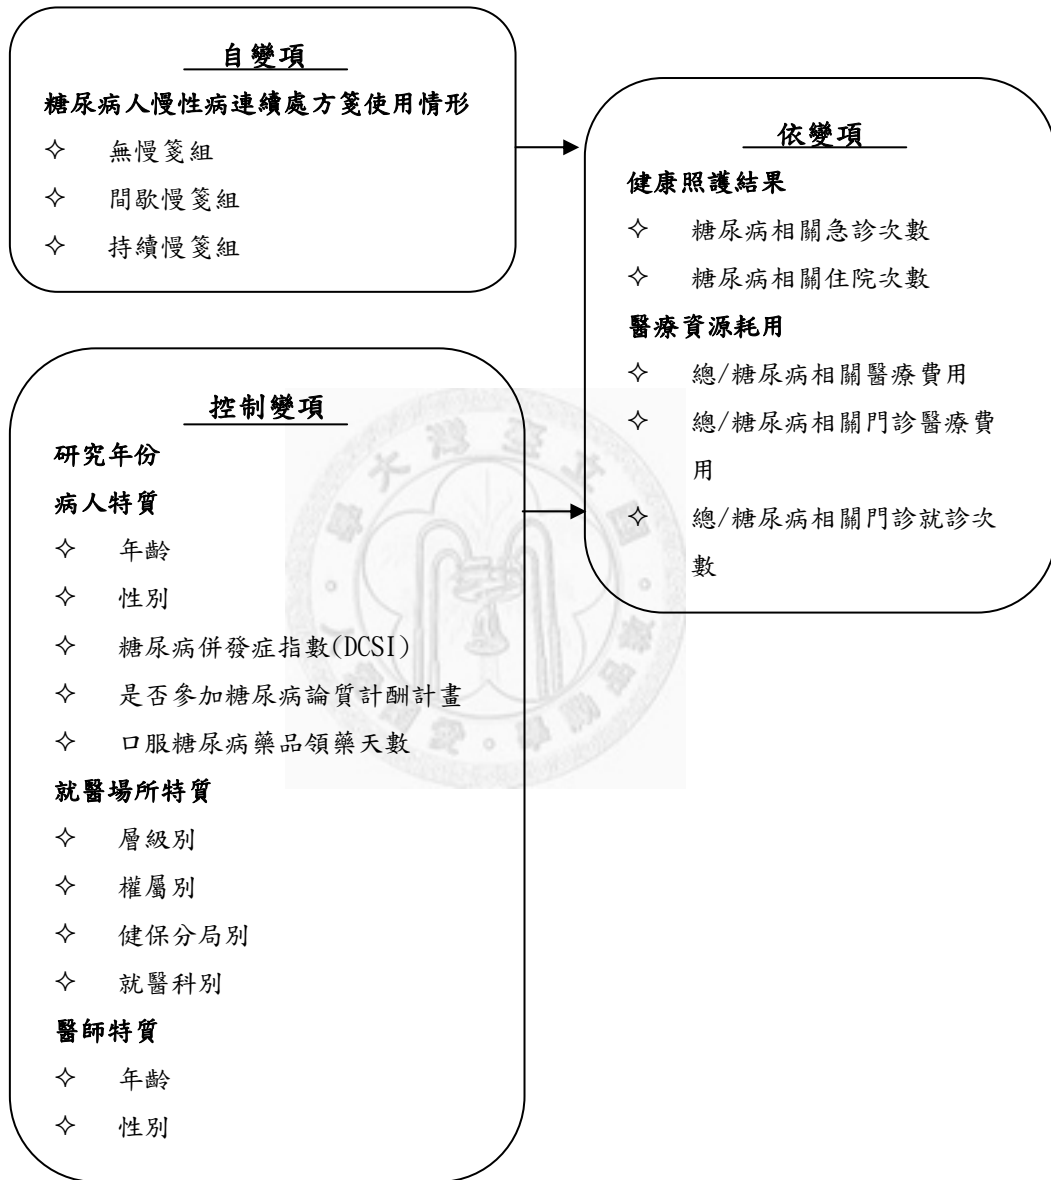 自變項
糖尿病人慢性病連續處方箋使用情形
✧ 無慢箋組
✧ 間歇慢箋組
✧ 持續慢箋組
依變項
健康照護結果
✧ 糖尿病相關急診次數
✧ 糖尿病相關住院次數
醫療資源耗用
✧ 總/糖尿病相關醫療費用
✧ 總/糖尿病相關門診醫療費
用
✧ 總/糖尿病相關門診就診次
數
控制變項
研究年份
病人特質
✧ 年齡
✧ 性別
✧ 糖尿病併發症指數(DCSI)
✧ 是否參加糖尿病論質計酬計畫
✧ 口服糖尿病藥品領藥天數
就醫場所特質
✧ 層級別
✧ 權屬別
✧ 健保分局別
✧ 就醫科別
醫師特質
✧ 年齡
✧ 性別